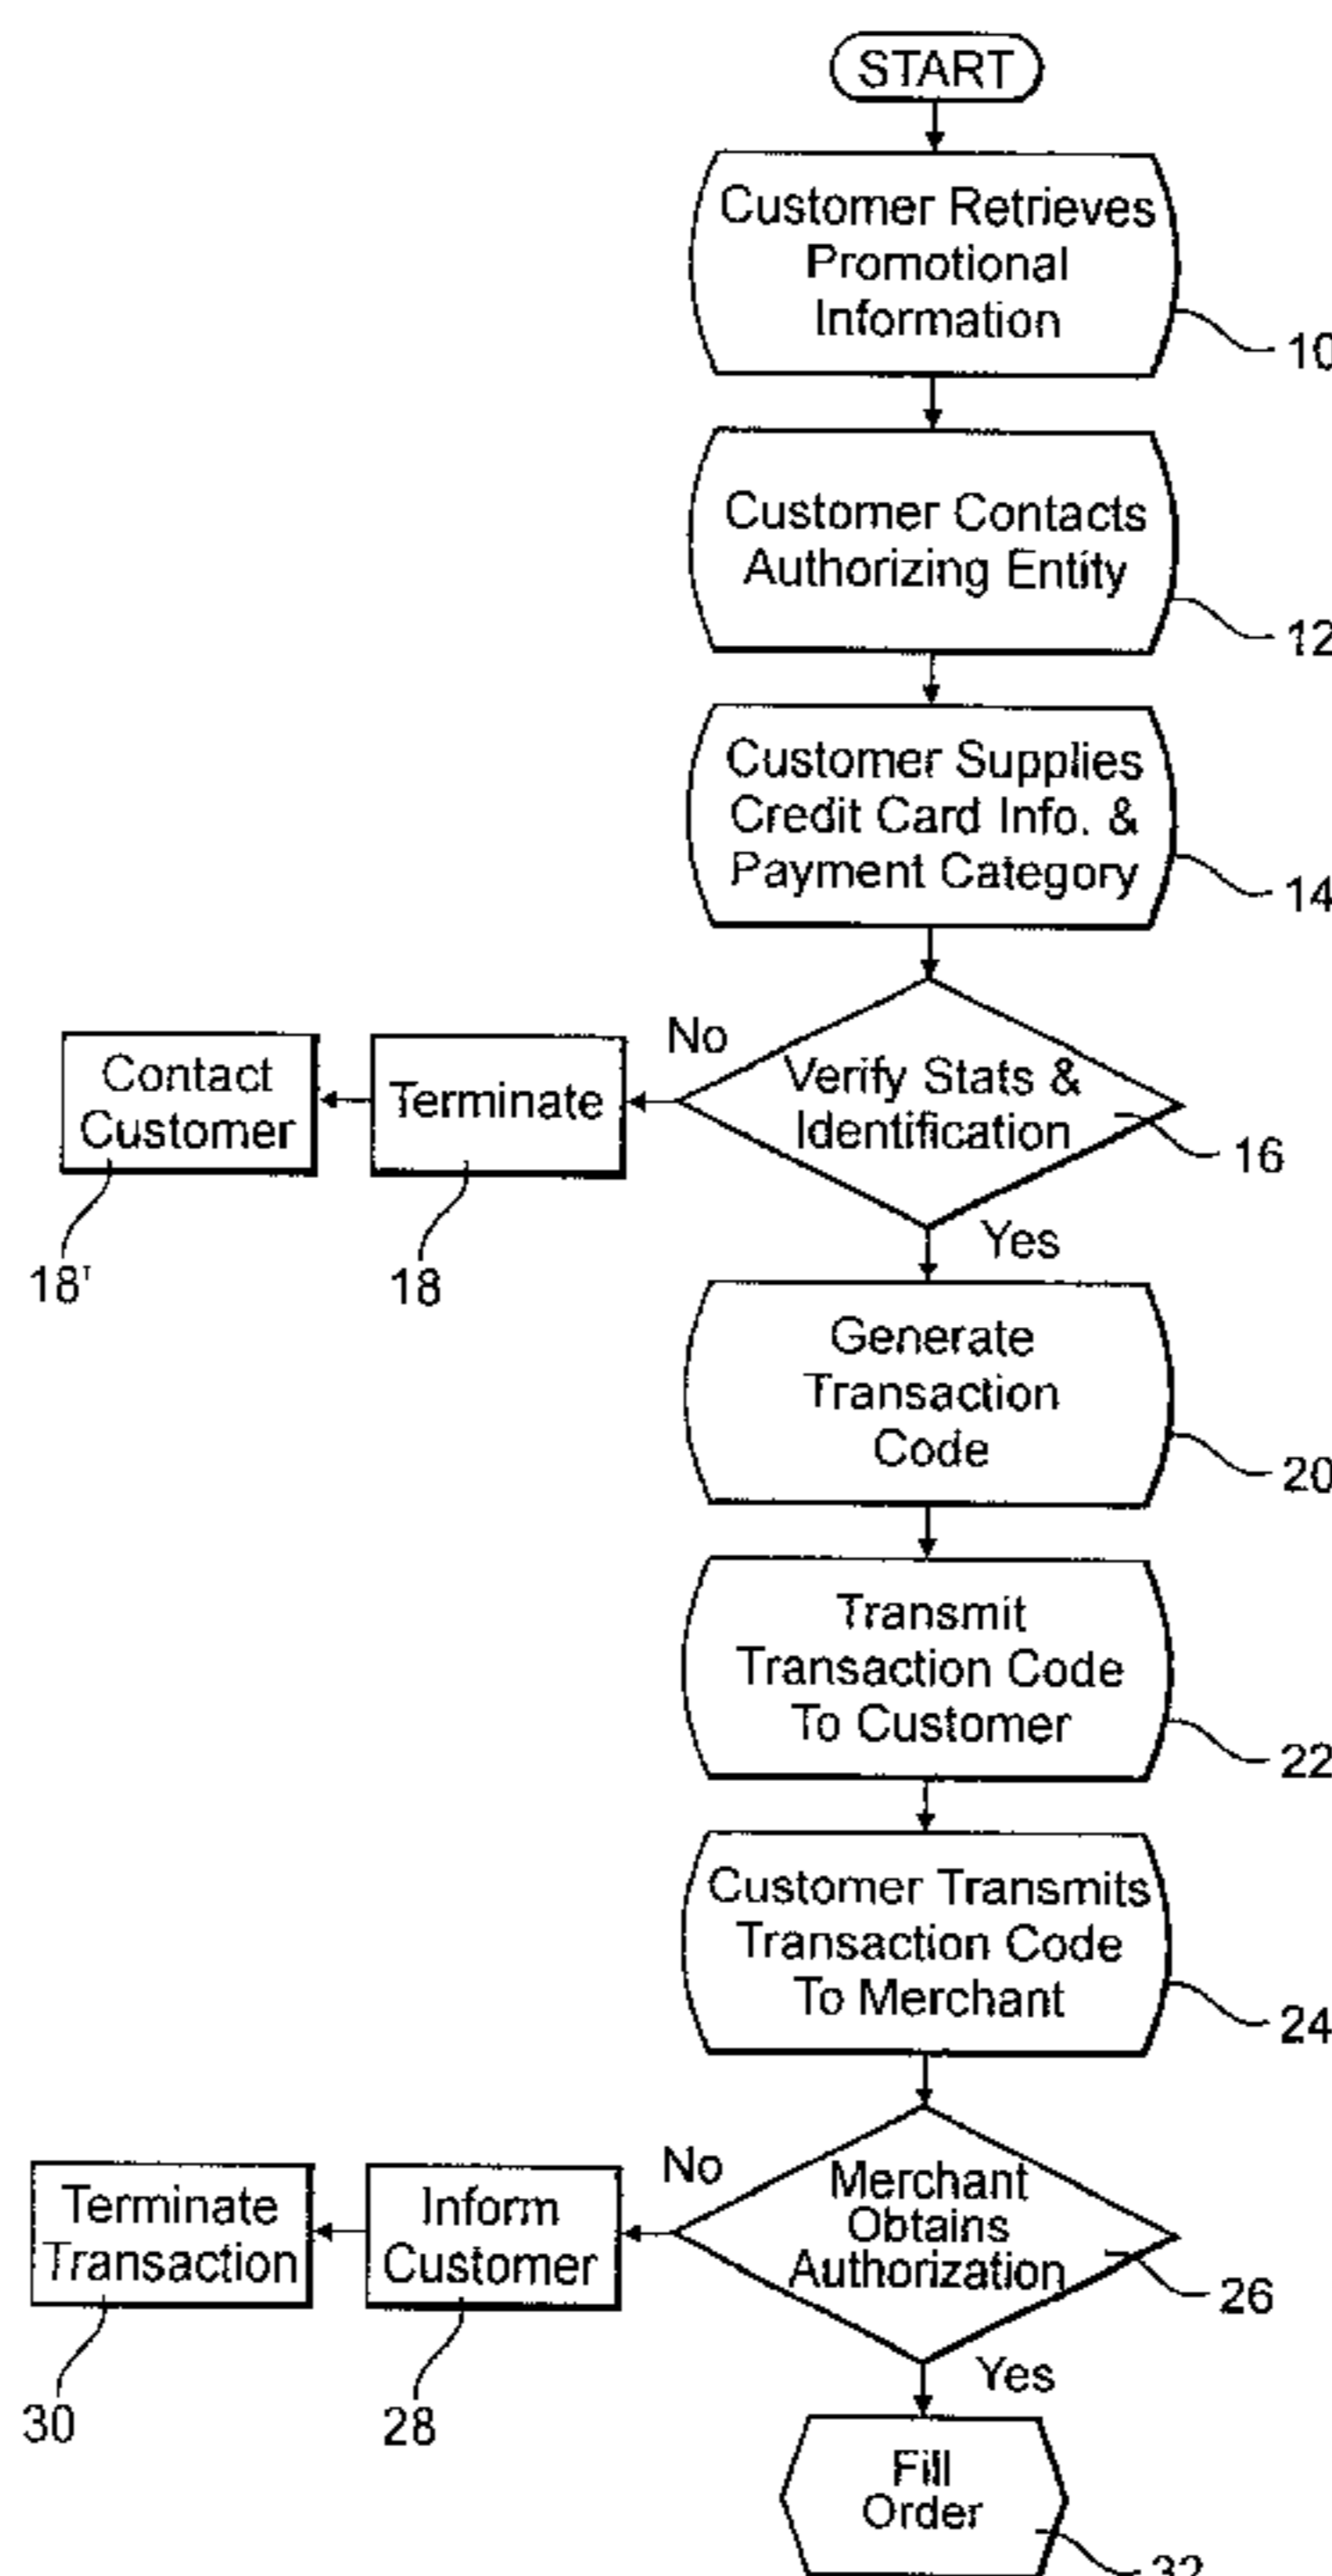 START
Customer Retrieves
Promotional
Information
10
Customer Contacts
Authorizing Entity
12
Customer Supplies
Credit Card Info. &
Payment Category
14
No
Contact
Customer
Terminate
Verify Stats &
Identification
16
18'
18
Yes
Generate
Transaction
Code
20
Transmit
Transaction Code
To Customer
22
Customer Transmits
Transaction Code
To Merchant
24
No
Terminate
Transaction
Inform
Customer
Merchant
Obtains
Authorization
26
30
28
Yes
Fill
Order
32